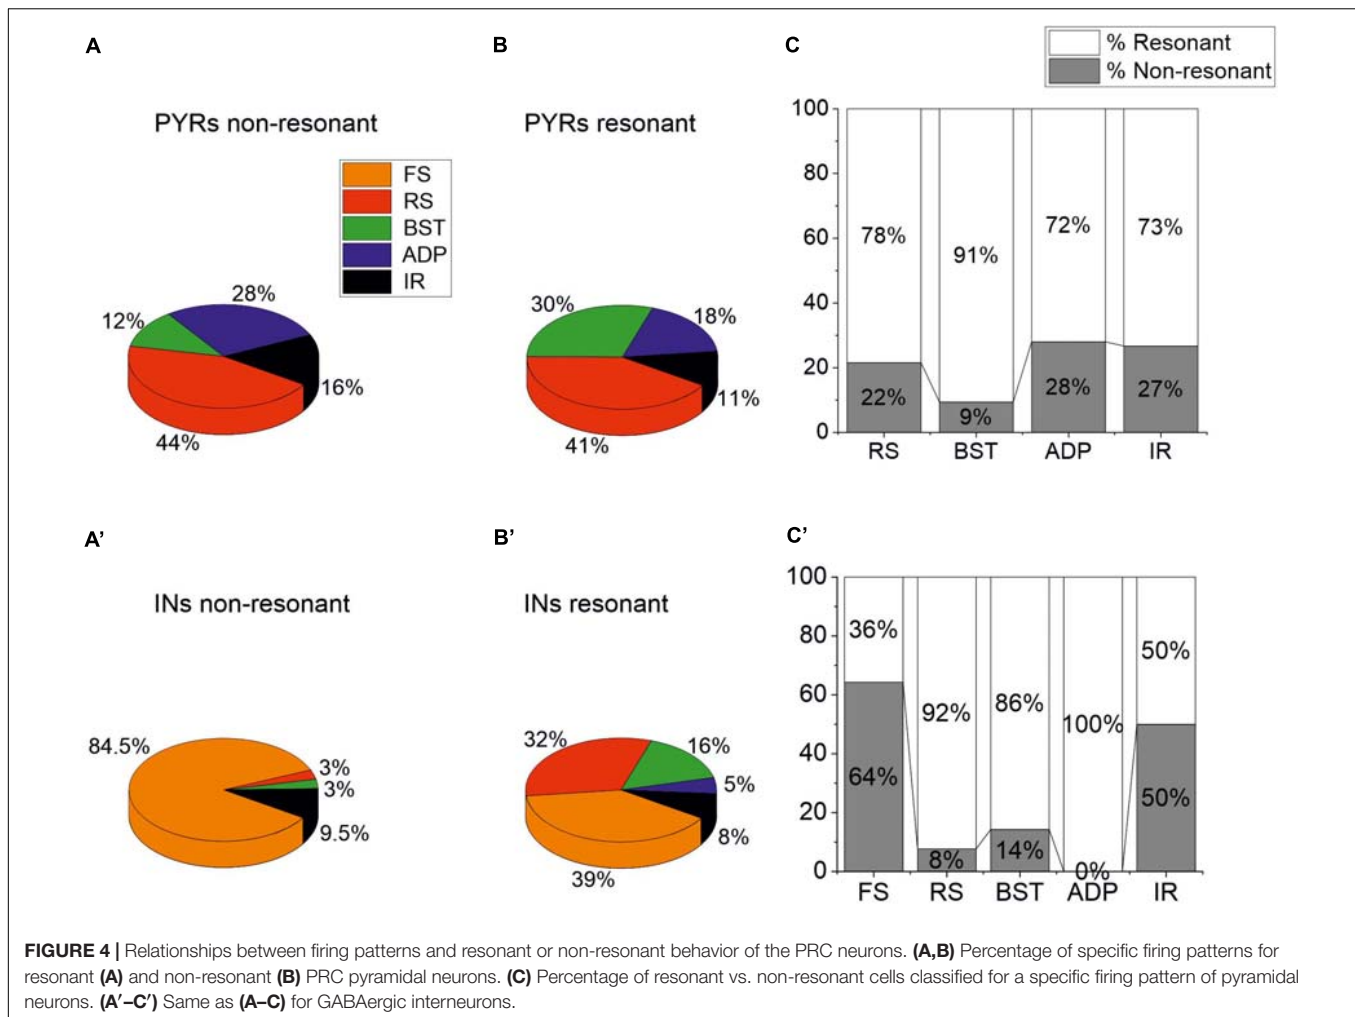 A
B
C
% Resonant
% Non-resonant
PYRs non-resonant
PYRs resonant
FS
RS
BST
ADP
IR
28%
12%
16%
44%
30%
18%
11%
41%
100
80
60
40
20
0
78%
91%
72%
73%
22%
9%
28%
27%
RS
BST
ADP
IR
A'
B'
C'
INs non-resonant
INs resonant
84.5%
3%
3%
9.5%
32%
16%
5%
8%
39%
100
80
60
40
20
0
36%
92%
86%
100%
50%
64%
8%
14%
0%
50%
FS
RS
BST
ADP
IR
FIGURE 4 | Relationships between firing patterns and resonant or non-resonant behavior of the PRC neurons. (A,B) Percentage of specific firing patterns for
resonant (A) and non-resonant (B) PRC pyramidal neurons. (C) Percentage of resonant vs. non-resonant cells classified for a specific firing pattern of pyramidal
neurons. (A′–C′) Same as (A–C) for GABAergic interneurons.